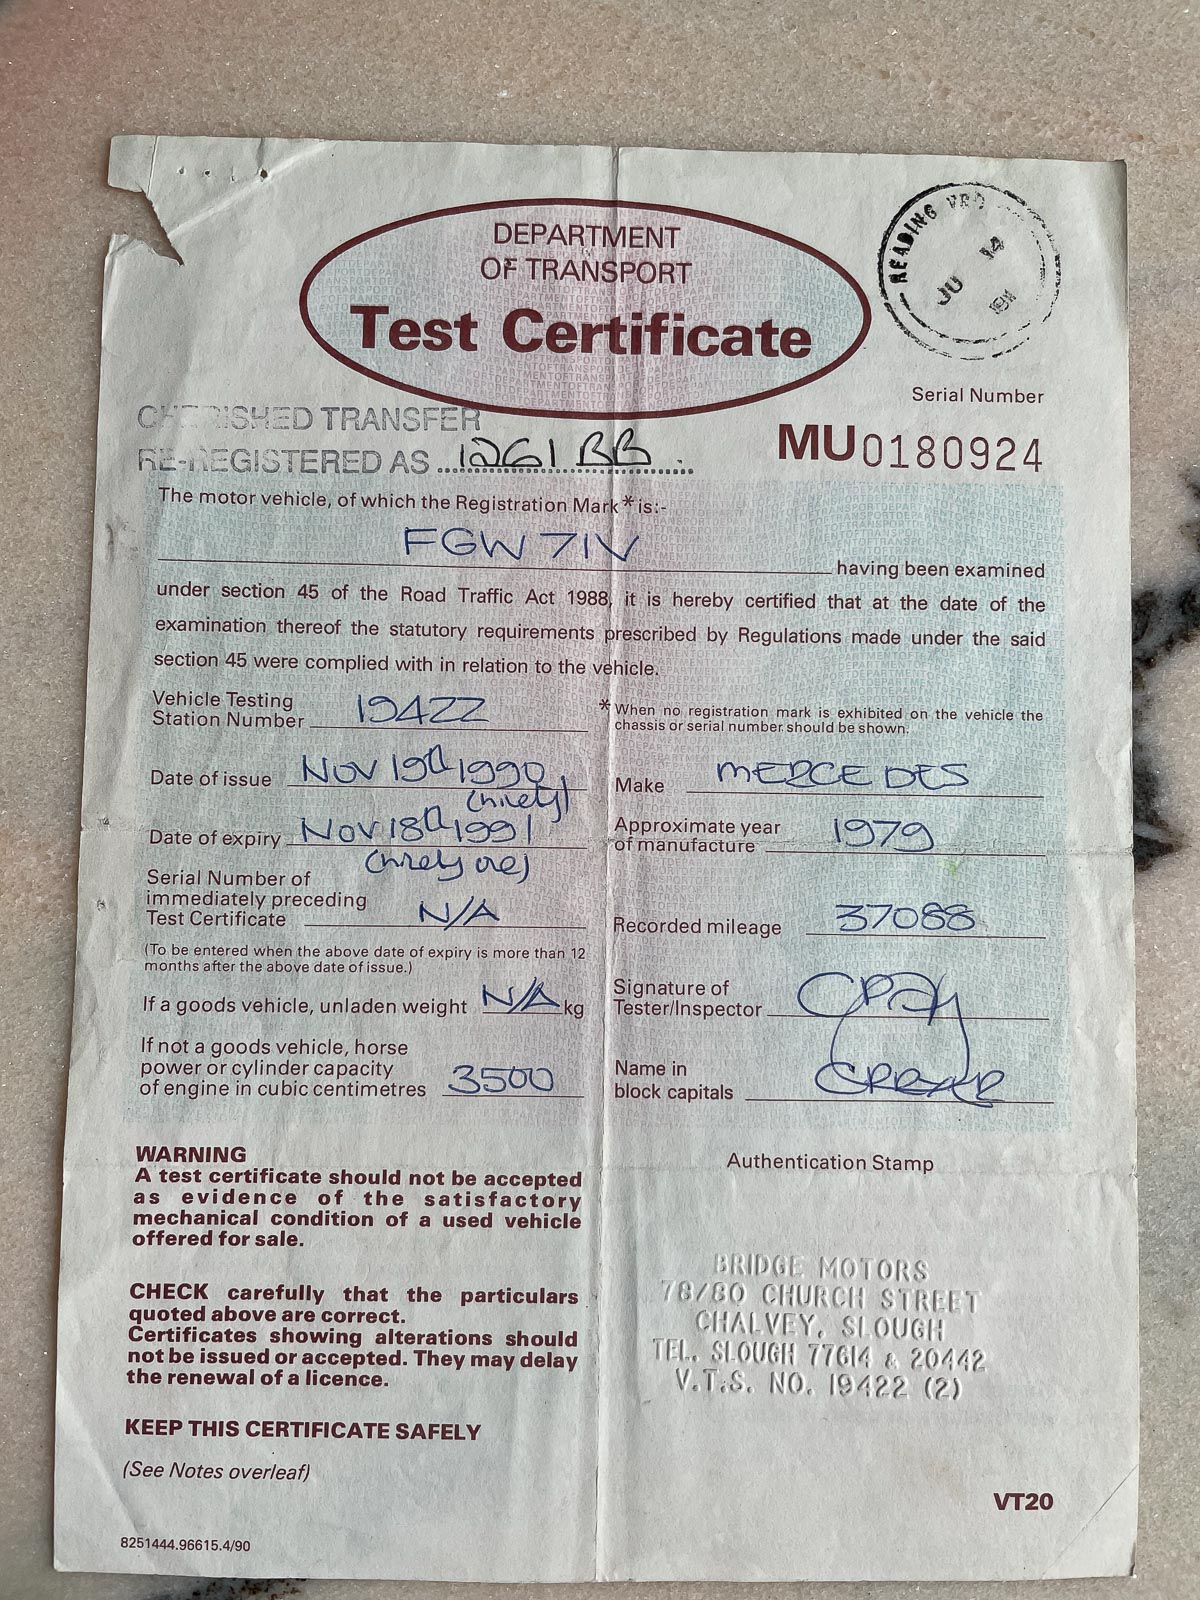 DEPARTMENT
OF TRANSPORT
Test Certificate
READING VRO
JU 14
Serial Number
MU0180924
CHERISHED TRANSFER
RE-REGISTERED AS 1261 BB
The motor vehicle, of which the Registration Mark* is:-
FGW 71V
having been examined
under section 45 of the Road Traffic Act 1988, it is hereby certified that at the date of the
examination thereof the statutory requirements prescribed by Regulations made under the said
section 45 were complied with in relation to the vehicle.
Vehicle Testing
Station Number 19422
* When no registration mark is exhibited on the vehicle the
chassis or serial number should be shown.
Date of issue NOV 19th 1990
(ninety)
Make MERCEDES
Date of expiry NOV 18th 1991
(ninety one)
Approximate year
of manufacture 1979
Serial Number of
immediately preceding
Test Certificate N/A
Recorded mileage 37088
(To be entered when the above date of expiry is more than 12
months after the above date of issue.)
If a goods vehicle, unladen weight N/A kg
Signature of
Tester/Inspector
If not a goods vehicle, horse
power or cylinder capacity
of engine in cubic centimetres 3500
Name in
block capitals
WARNING
A test certificate should not be accepted
as evidence of the satisfactory
mechanical condition of a used vehicle
offered for sale.
CHECK carefully that the particulars
quoted above are correct.
Certificates showing alterations should
not be issued or accepted. They may delay
the renewal of a licence.
KEEP THIS CERTIFICATE SAFELY
(See Notes overleaf)
8251444.96615.4/90
Authentication Stamp
BRIDGE MOTORS
78/80 CHURCH STREET
CHALVEY, SLOUGH
TEL. SLOUGH 77614 & 20442
V.T.S. NO. 19422 (2)
VT20